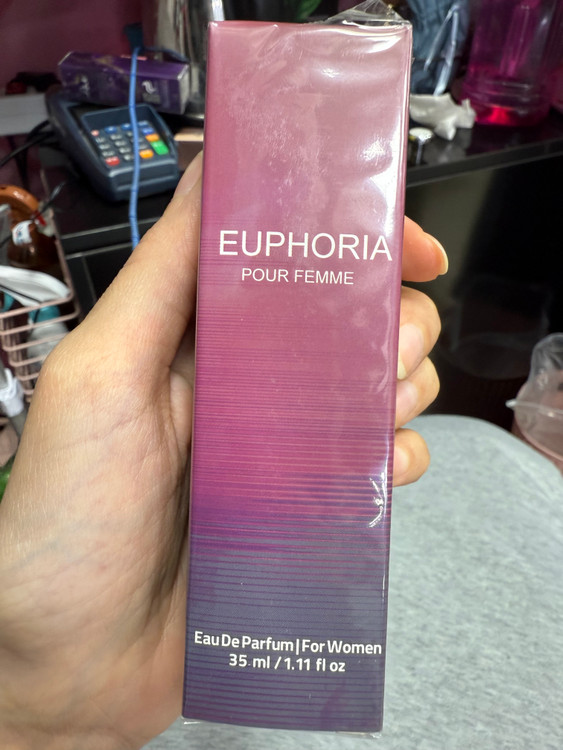 EUPHORIA
POUR FEMME
Eau De Parfum | For Women
35 ml / 1.11 fl oz